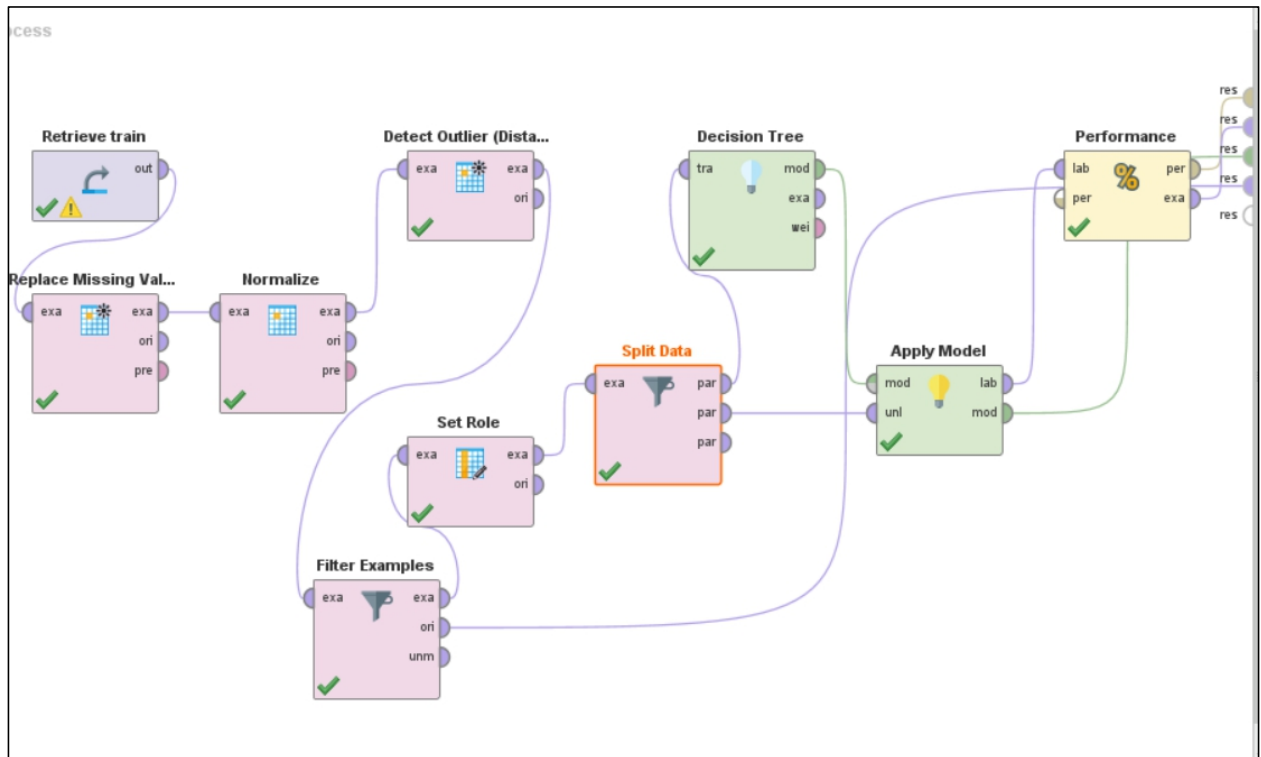 ocess
res
Retrieve train
Detect Outlier (Dista...
Decision Tree
Performance
res
out
exa
exa
ori
tra
mod
exa
wei
lab
per
per
exa
res
res
res
Replace Missing Val...
Normalize
exa
exa
ori
pre
exa
exa
ori
pre
Split Data
Apply Model
exa
par
par
par
mod
lab
unl
mod
Set Role
exa
exa
ori
Filter Examples
exa
exa
ori
unm